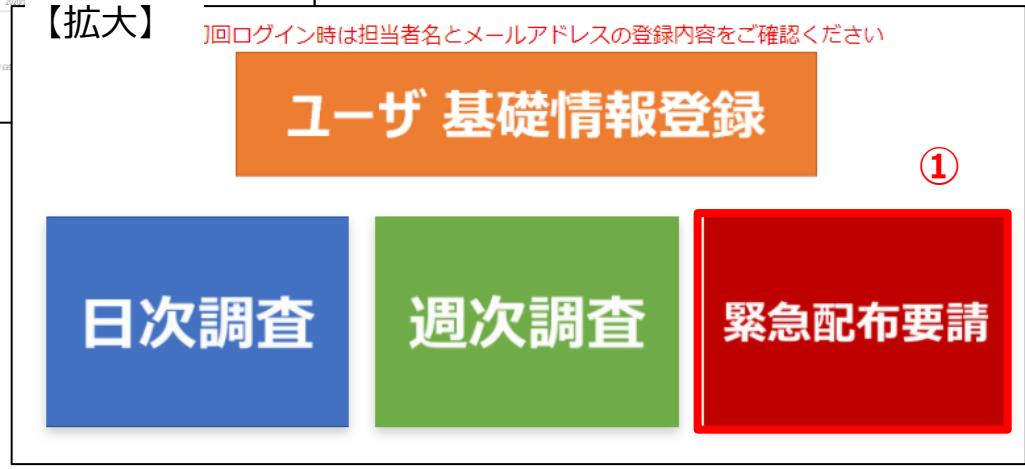 【拡大】
回ログイン時は担当者名とメールアドレスの登録内容をご確認ください
ユーザ 基礎情報登録
①
日次調査
週次調査
緊急配布要請